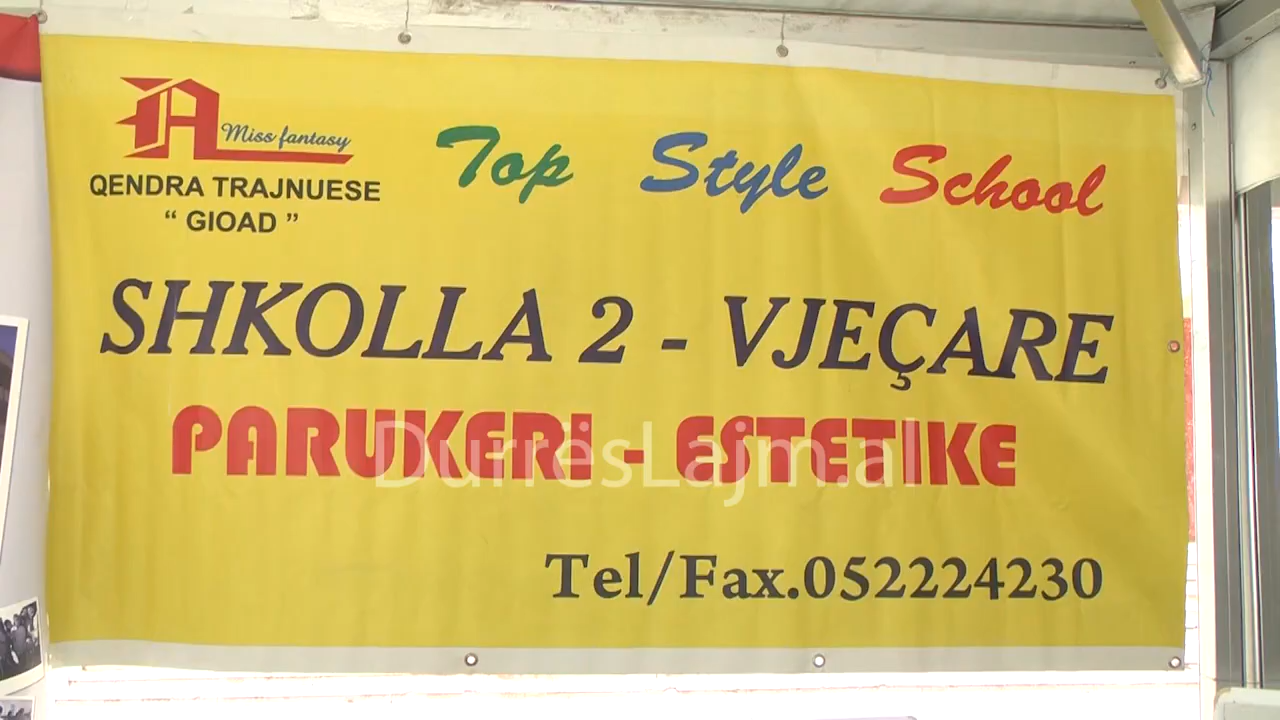 Miss fantasy
QENDRA TRAJNUESE
“ GIOAD ”
Top Style School
SHKOLLA 2 - VJEÇARE
PARUKERI - ESTETIKE
DurrësLajm.al
Tel/Fax.052224230